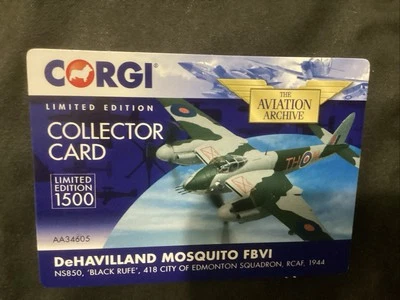 CORGI
LIMITED EDITION
COLLECTOR
CARD
THE
AVIATION
ARCHIVE
LIMITED
EDITION
1500
TH
AA34605
DeHAVILLAND MOSQUITO FBVI
NS850, 'BLACK RUFE', 418 CITY OF EDMONTON SQUADRON, RCAF, 1944